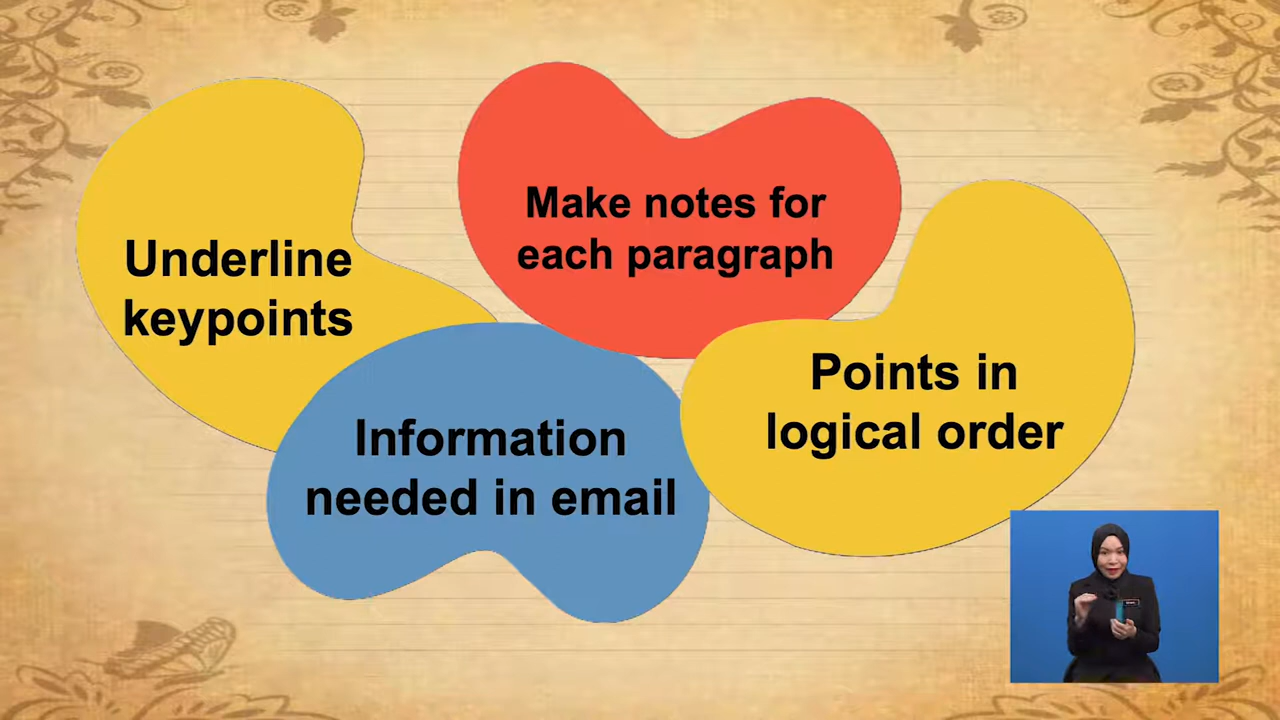 Underline
keypoints
Make notes for
each paragraph
Information
needed in email
Points in
logical order